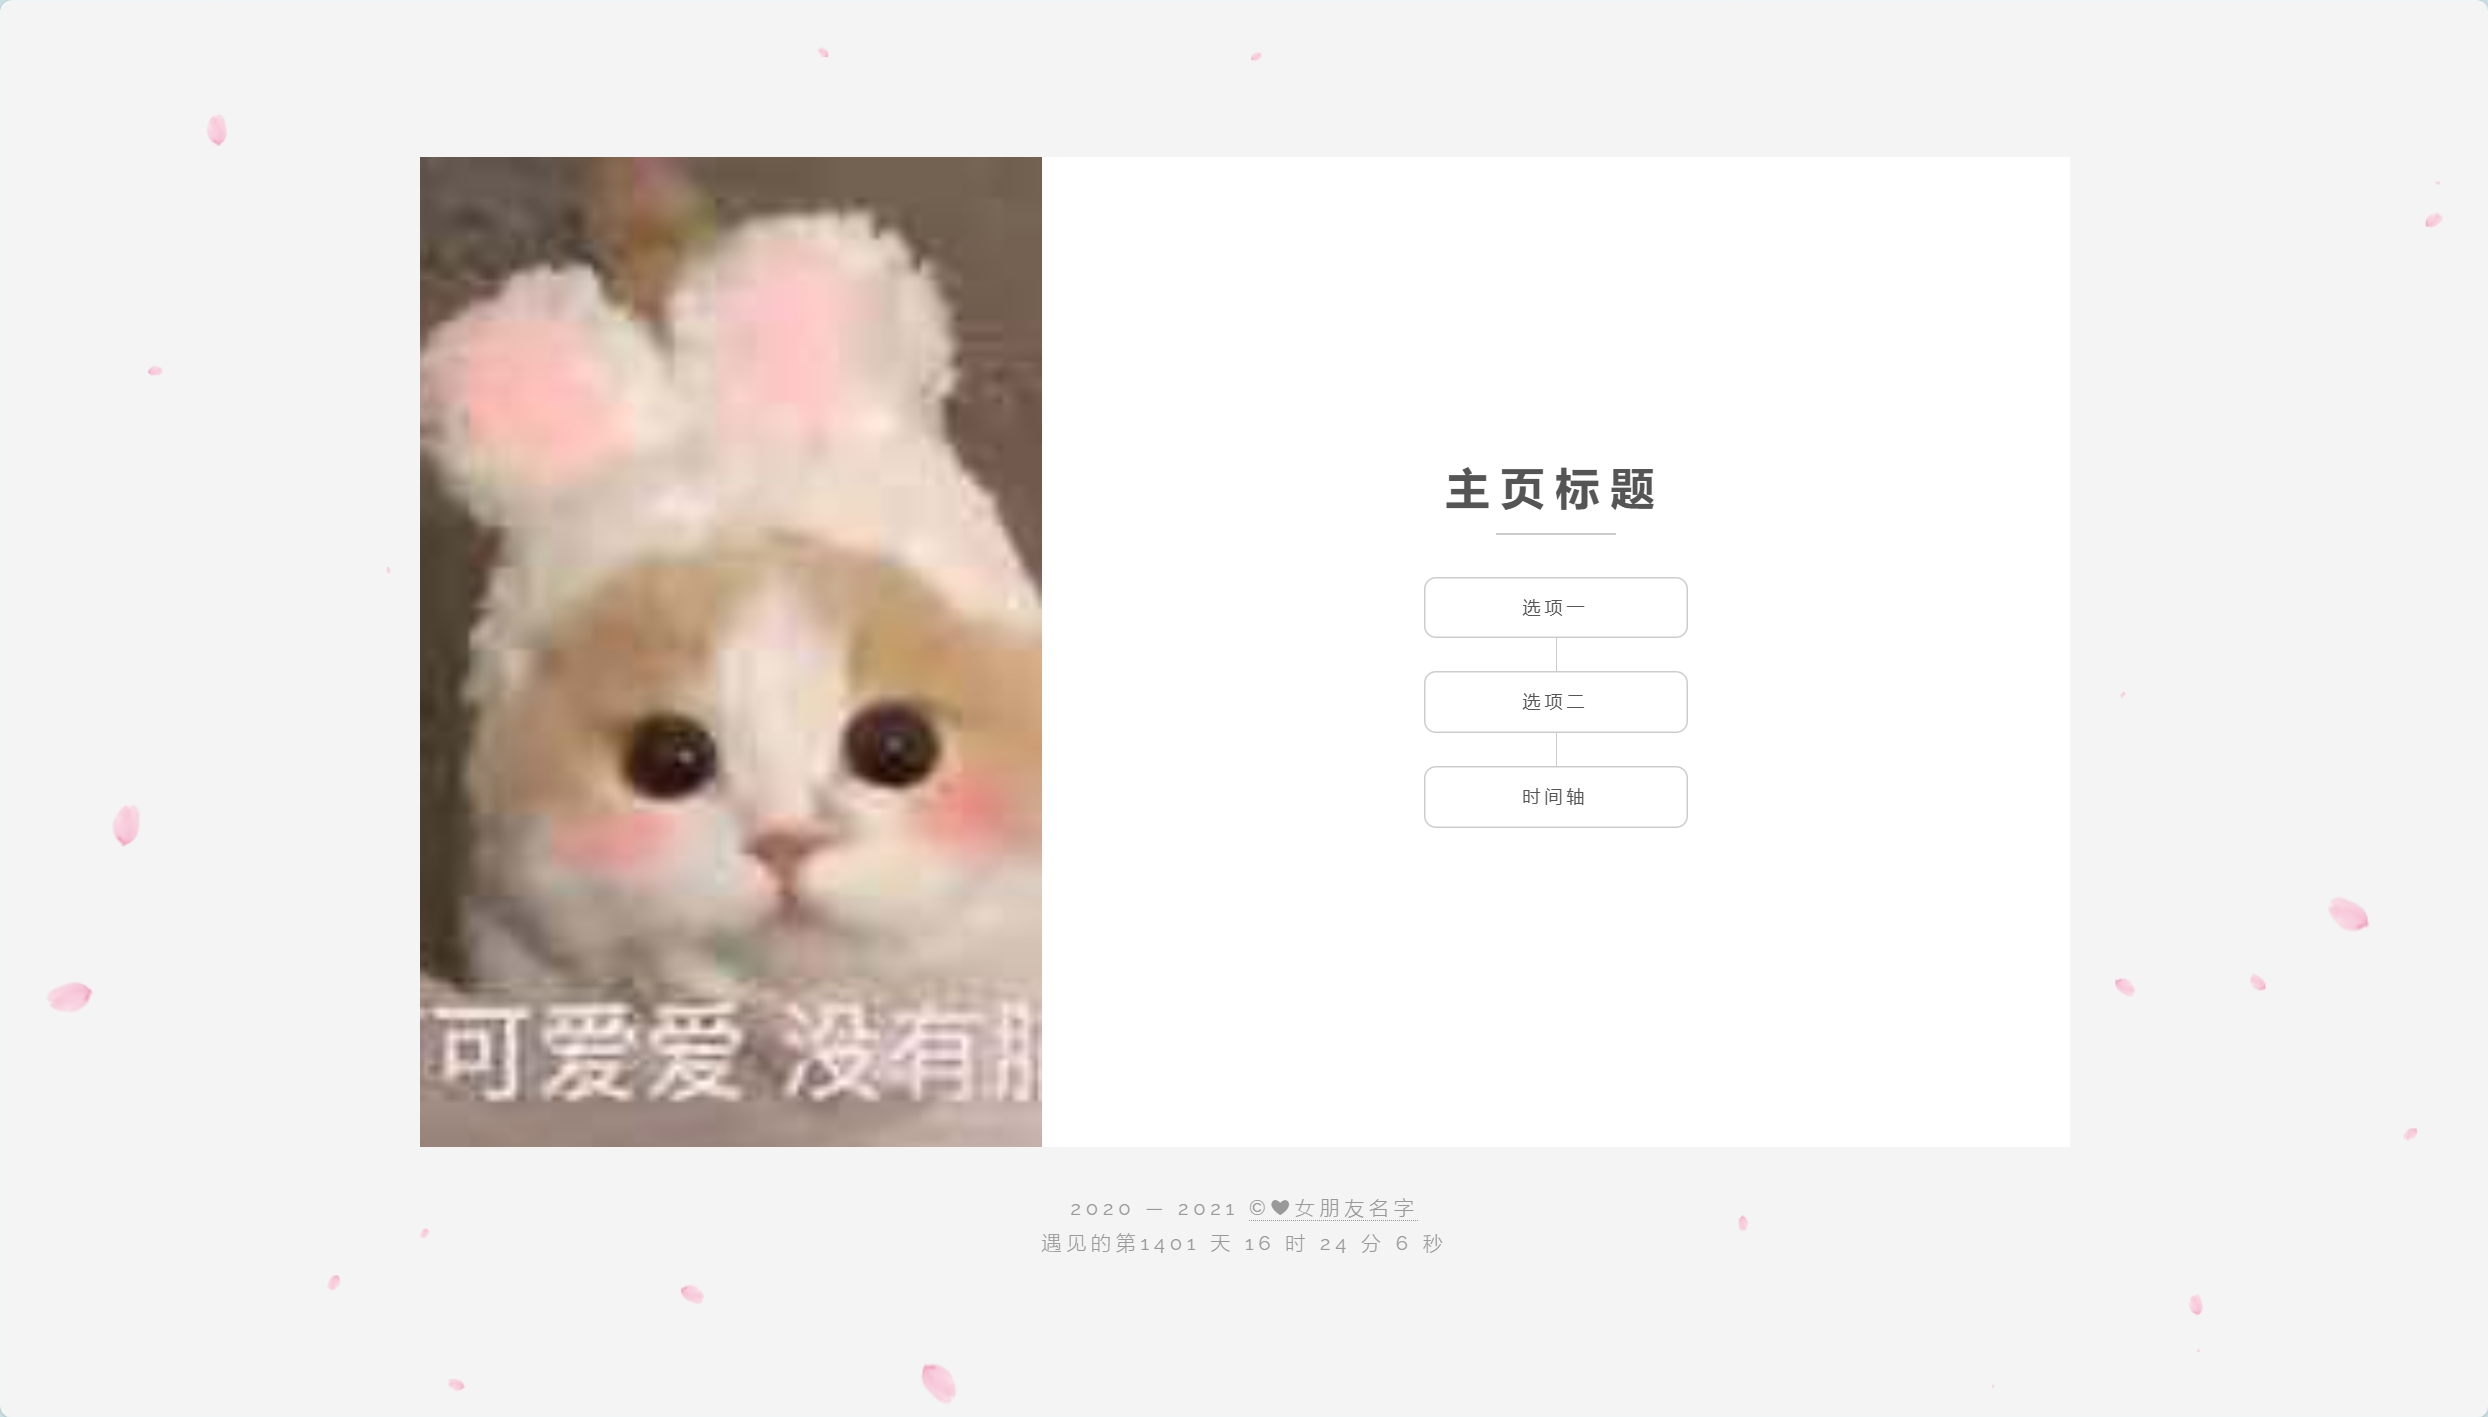 可爱爱 没有
主页标题
选项一
选项二
时间轴
2020 — 2021 ©♥女朋友名字
遇见的第1401 天 16 时 24 分 6 秒